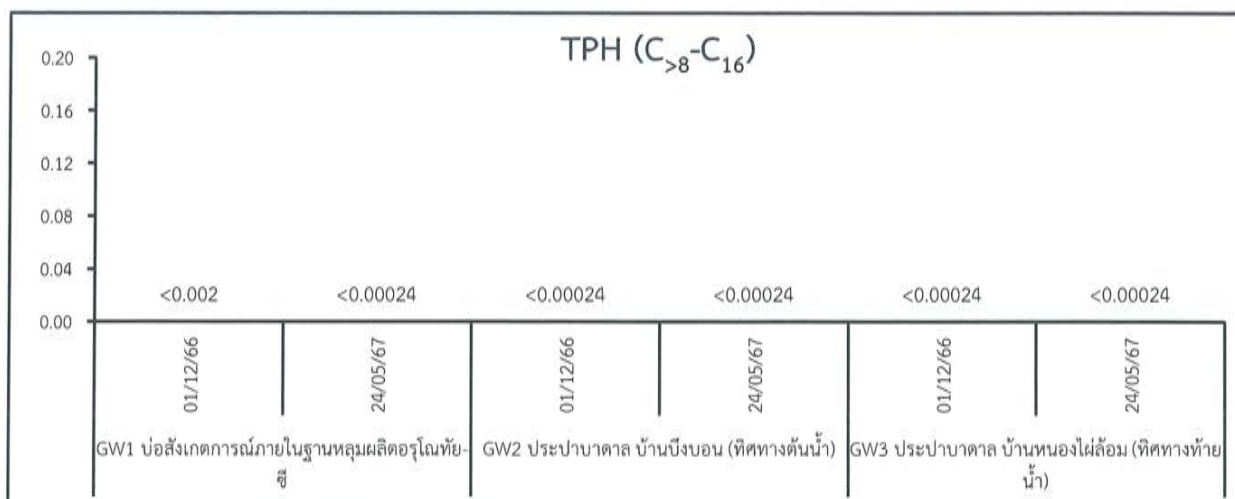 TPH (C>8-C16)
0.20
0.16
0.12
0.08
0.04
0.00
<0.002 <0.00024 <0.00024 <0.00024 <0.00024 <0.00024
01/12/66 24/05/67 01/12/66 24/05/67 01/12/66 24/05/67
GW1 บ่อสังเกตการณ์ภายในฐานหลุมผลิตอรุโณทัย-ซี
GW2 ประปาบาดาล บ้านบึงบอน (ทิศทางต้นน้ำ)
GW3 ประปาบาดาล บ้านหนองไผ่ล้อม (ทิศทางท้าย
น้ำ)